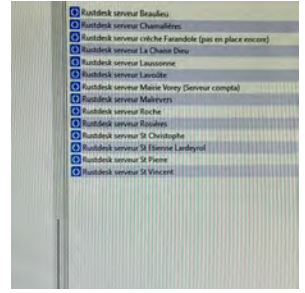 Rustdesk serveur Beaulieu
Rustdesk serveur Chamalières
Rustdesk serveur crèche Farandole (pas en place encore)
Rustdesk serveur La Chaise Dieu
Rustdesk serveur Laussonne
Rustdesk serveur Lavoûte
Rustdesk serveur Mairie Vorey (Serveur compta)
Rustdesk serveur Malrevers
Rustdesk serveur Roche
Rustdesk serveur Rosières
Rustdesk serveur St Christophe
Rustdesk serveur St Etienne Lardeyrol
Rustdesk serveur St Pierre
Rustdesk serveur St Vincent